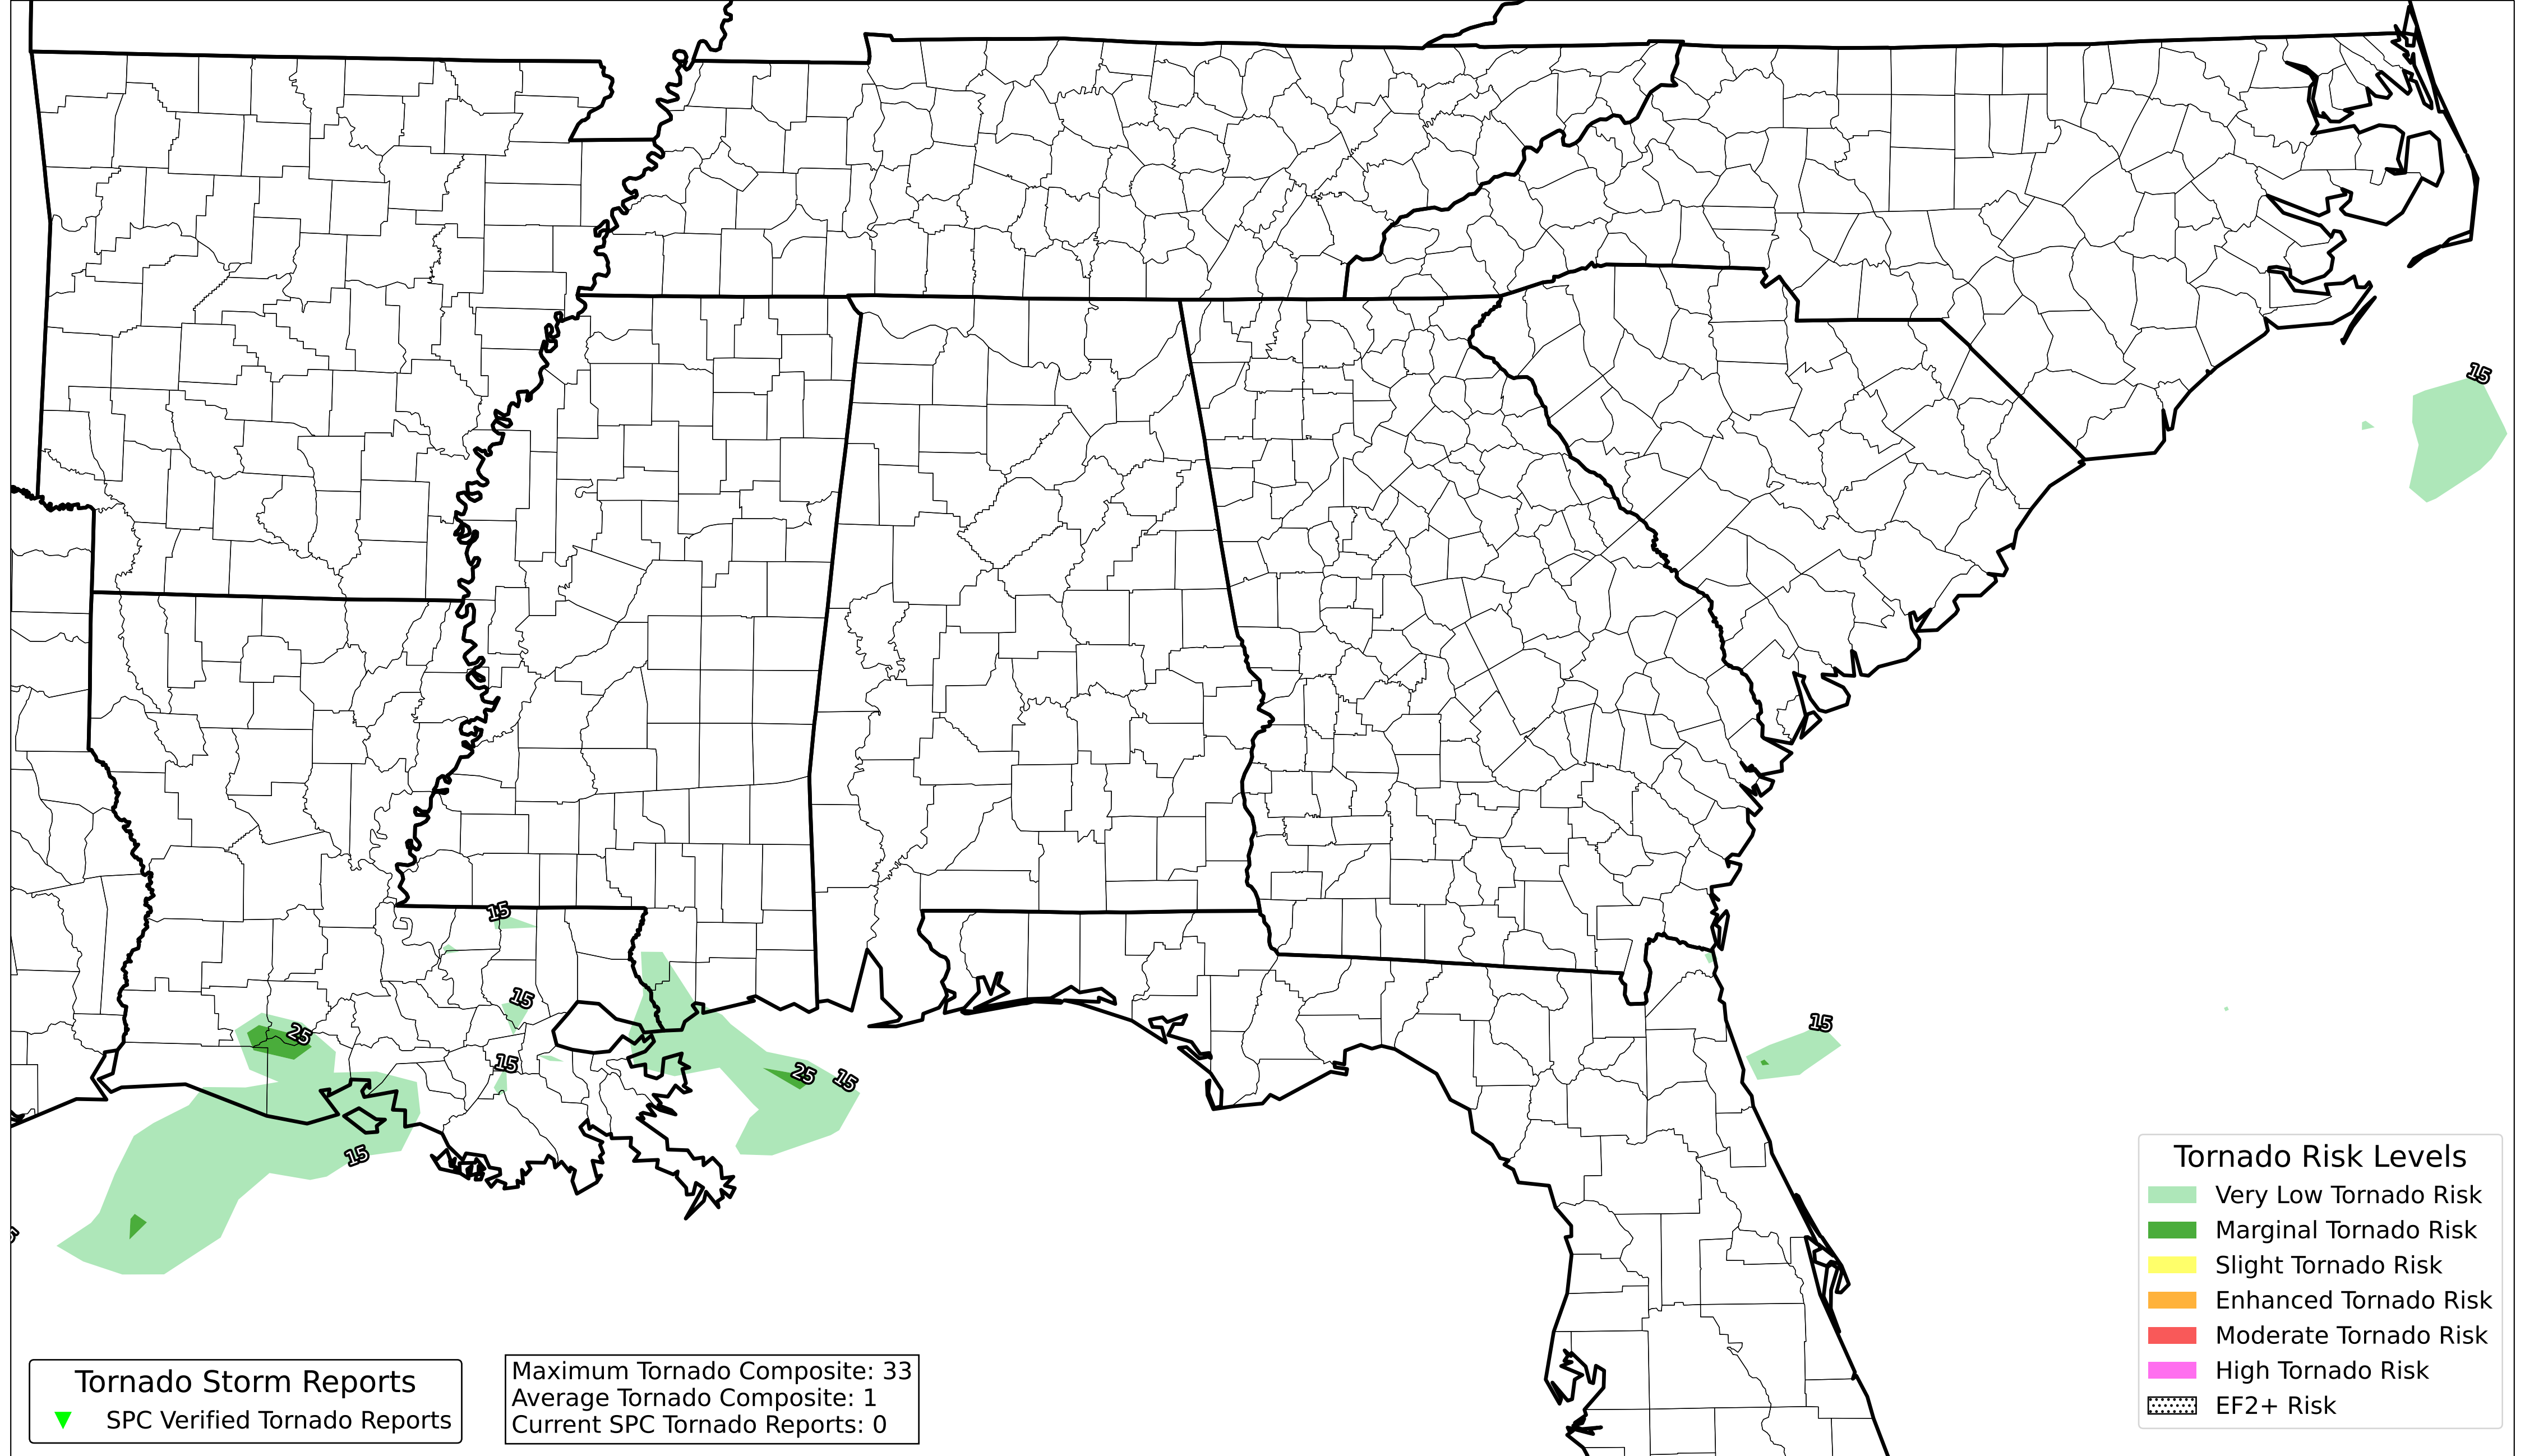 15
15
15
15
25
15
25
15
15
15
Tornado Risk Levels
Very Low Tornado Risk
Marginal Tornado Risk
Slight Tornado Risk
Enhanced Tornado Risk
Moderate Tornado Risk
High Tornado Risk
EF2+ Risk
Tornado Storm Reports
SPC Verified Tornado Reports
Maximum Tornado Composite: 33
Average Tornado Composite: 1
Current SPC Tornado Reports: 0